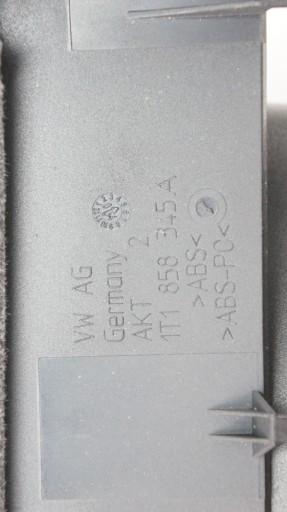 VW AG
Germany
AKT 2
1T1 858 345.A
>ABS<
>ABS-PC<